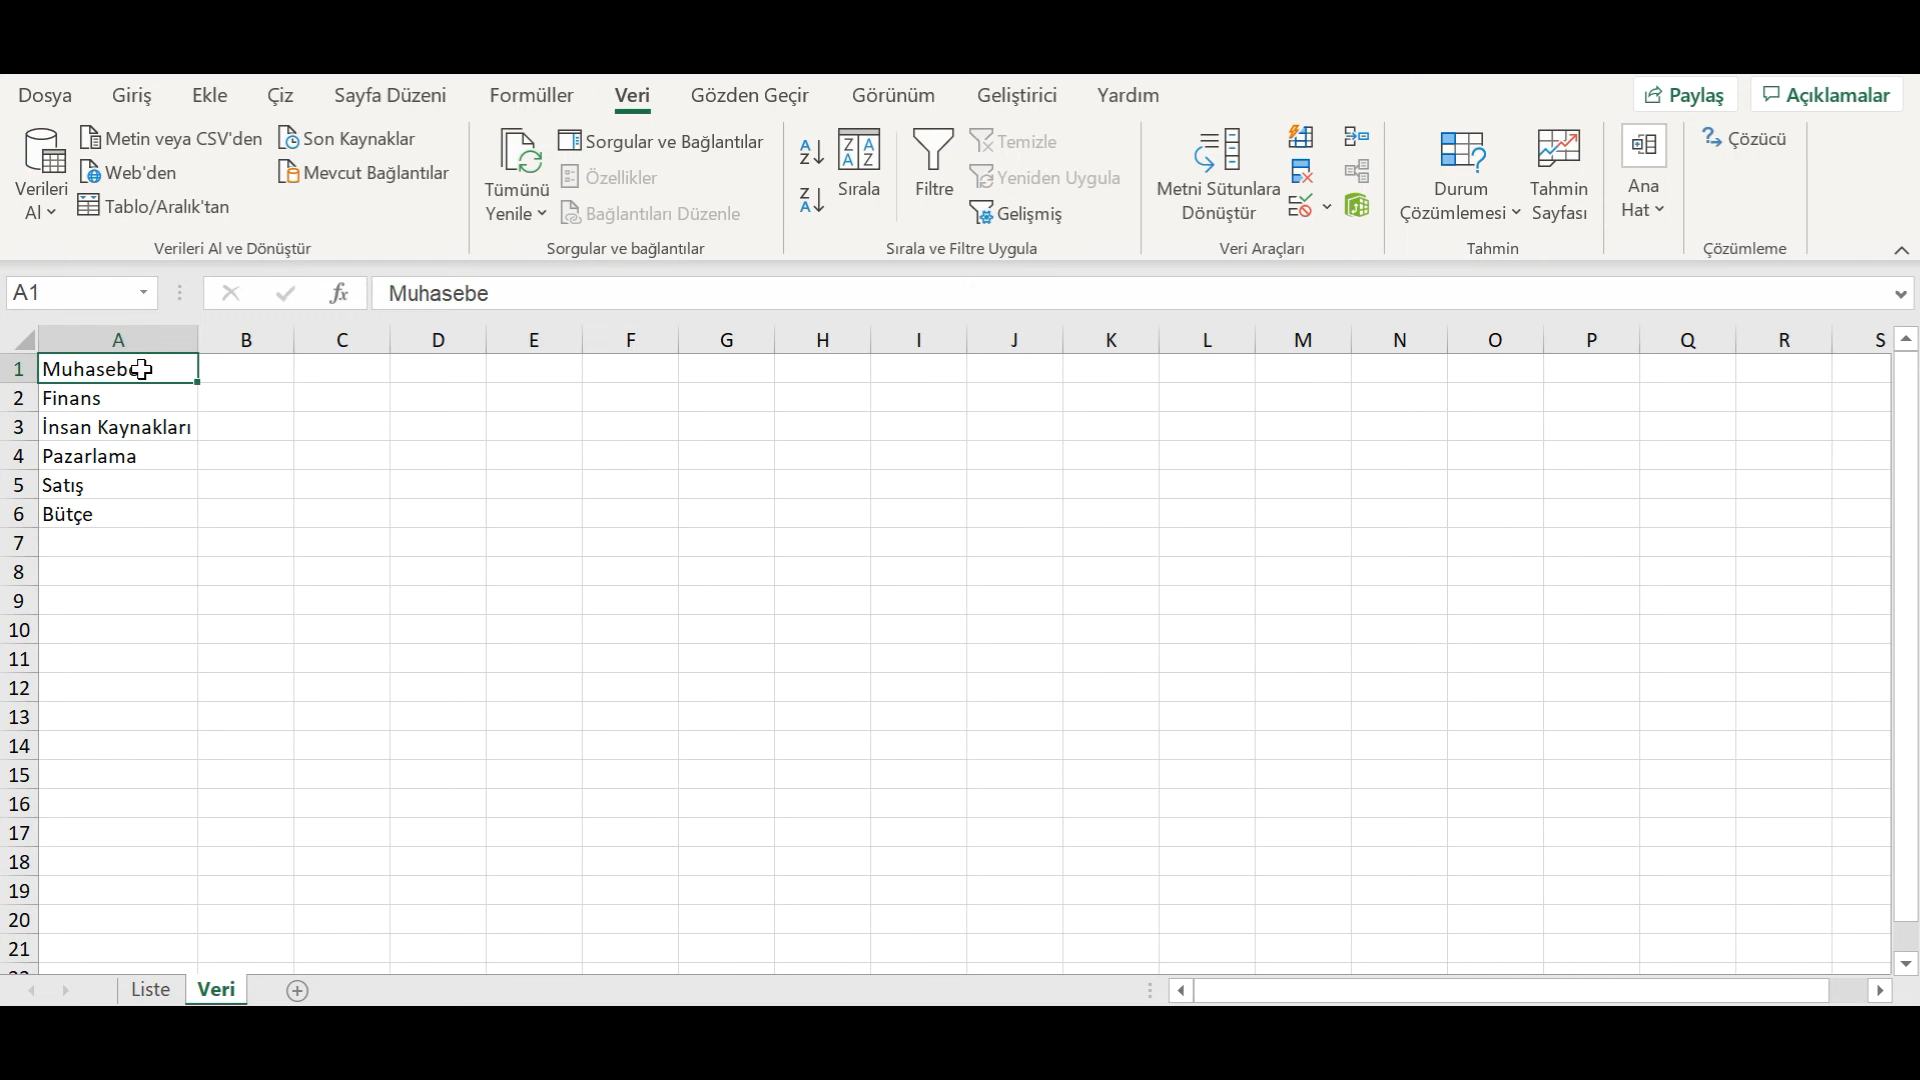 Dosya Giriş Ekle Çiz Sayfa Düzeni Formüller Veri Gözden Geçir Görünüm Geliştirici Yardım Paylaş Açıklamalar
Verileri Al
Metin veya CSV'den
Web'den
Tablo/Aralık'tan
Son Kaynaklar
Mevcut Bağlantılar
Verileri Al ve Dönüştür
Tümünü
Yenile
Sorgular ve Bağlantılar
Özellikler
Bağlantıları Düzenle
Sorgular ve bağlantılar
Sırala
Filtre
Temizle
Yeniden Uygula
Gelişmiş
Sırala ve Filtre Uygula
Metni Sütunlara
Dönüştür
Veri Araçları
Durum
Çözümlemesi
Tahmin
Sayfası
Tahmin
Ana
Hat
Çözücü
Çözümleme
A1 fx Muhasebe
A B C D E F G H I J K L M N O P Q R S
1 Muhasebe
2 Finans
3 İnsan Kaynakları
4 Pazarlama
5 Satış
6 Bütçe
7
8
9
10
11
12
13
14
15
16
17
18
19
20
21
Liste Veri